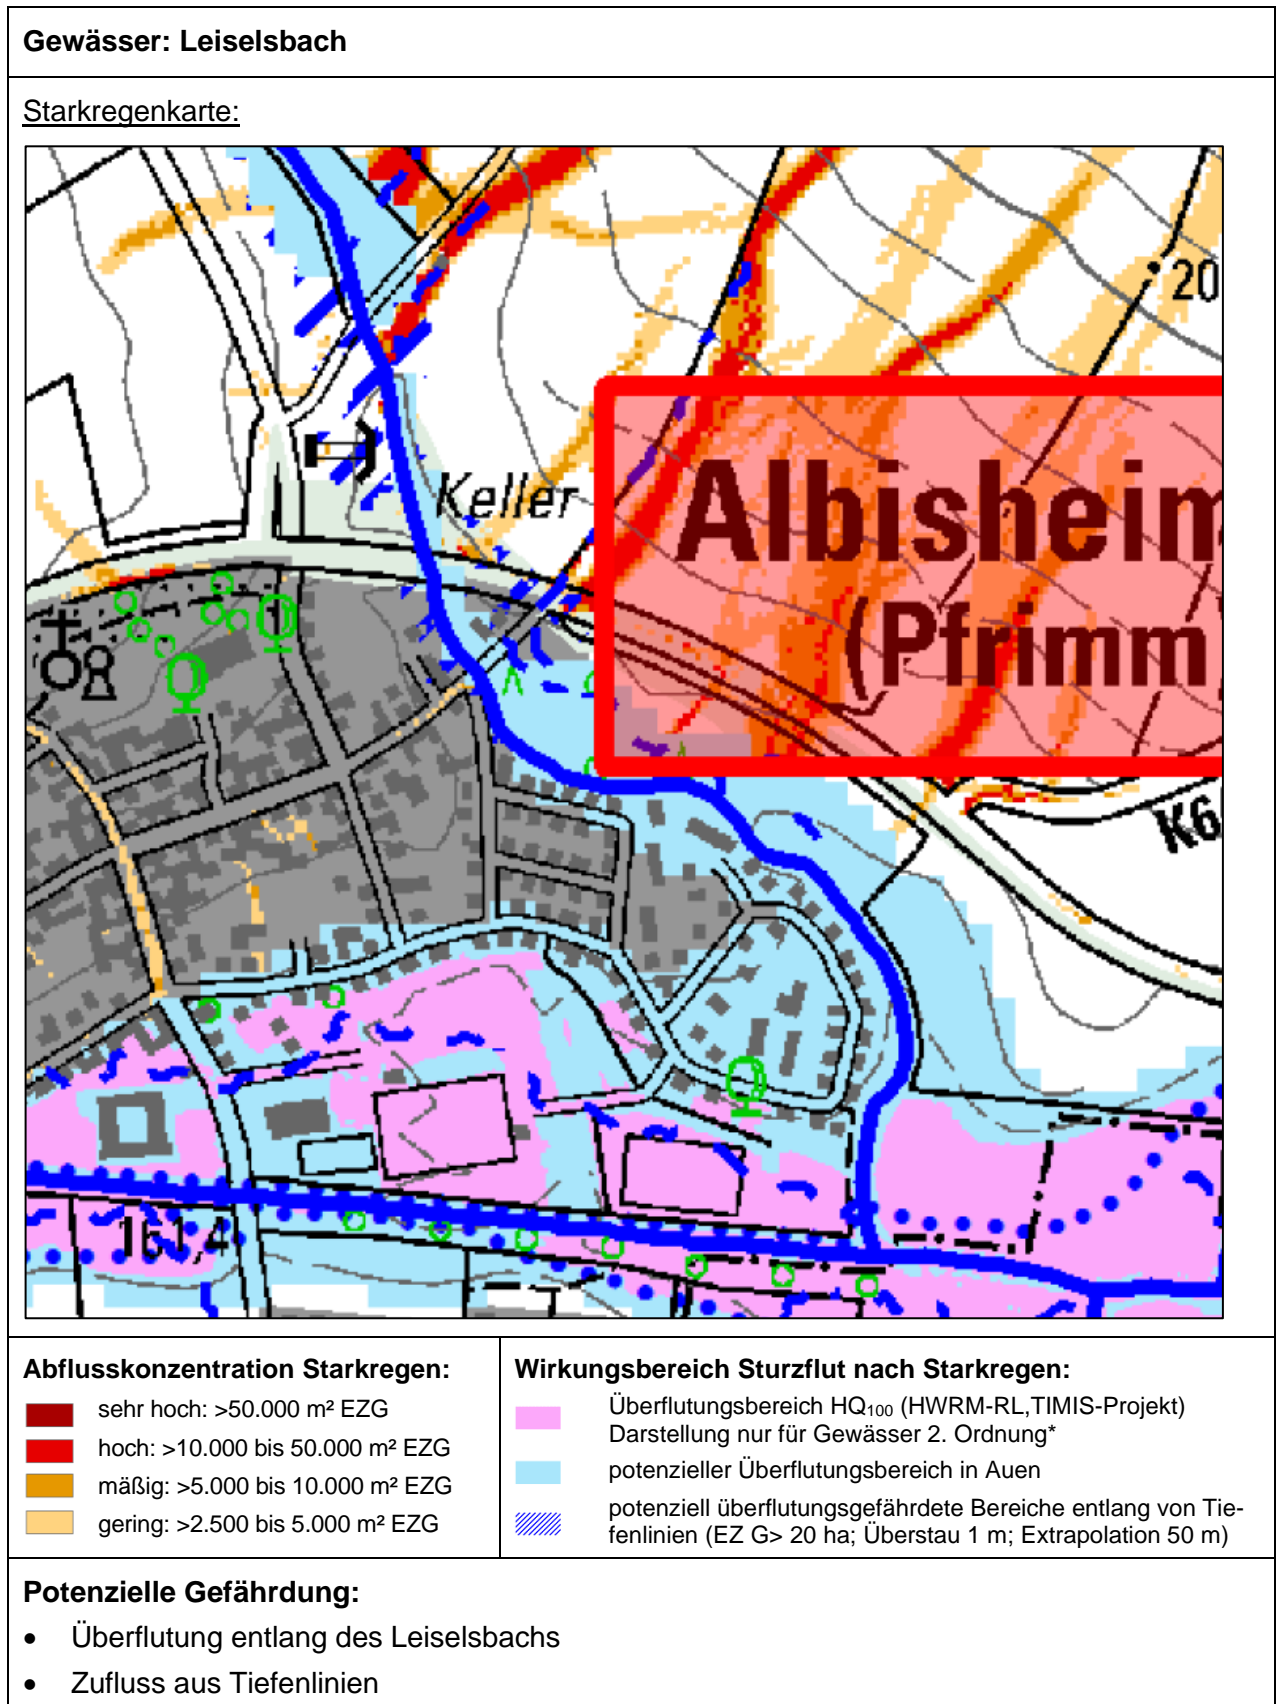 Gewässer: Leiselsbach
Starkregenkarte:
20
Keller
Albisheim
(Pfrimm
K6
Abflusskonzentration Starkregen:
sehr hoch: >50.000 m² EZG
hoch: >10.000 bis 50.000 m² EZG
mäßig: >5.000 bis 10.000 m² EZG
gering: >2.500 bis 5.000 m² EZG
Wirkungsbereich Sturzflut nach Starkregen:
Überflutungsbereich HQ₁₀₀ (HWRM-RL,TIMIS-Projekt)
Darstellung nur für Gewässer 2. Ordnung*
potenzieller Überflutungsbereich in Auen
potenziell überflutungsgefährdete Bereiche entlang von Tie-
fenlinien (EZ G> 20 ha; Überstau 1 m; Extrapolation 50 m)
Potenzielle Gefährdung:
• Überflutung entlang des Leiselsbachs
• Zufluss aus Tiefenlinien